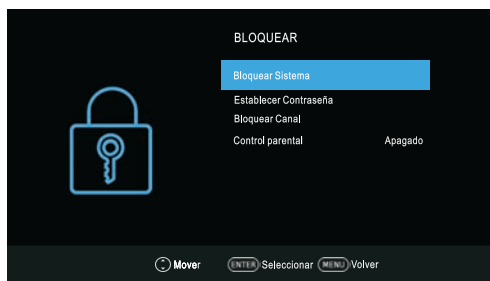 BLOQUEAR
Bloquear Sistema
Establecer Contraseña
Bloquear Canal
Control parental Apagado
Mover ENTER Seleccionar MENU Volver